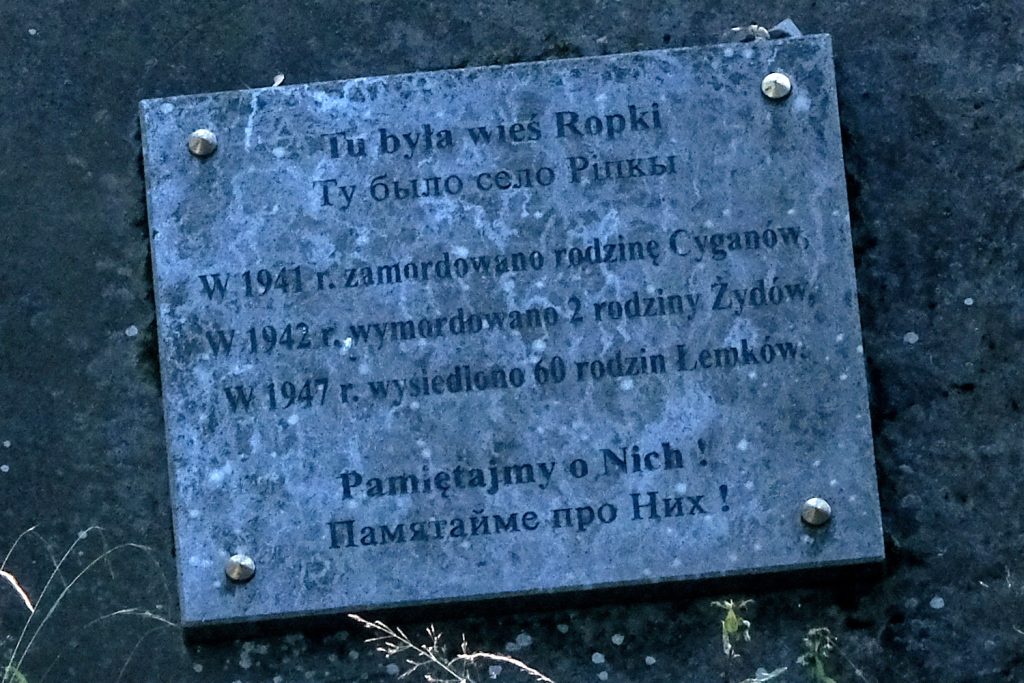 Tu była wieś Ropki
Ту было село Ріпкы
W 1941 r. zamordowano rodzinę Cyganów,
W 1942 r. wymordowano 2 rodziny Żydów,
W 1947 r. wysiedlono 60 rodzin Łemków.
Pamiętajmy o Nich !
Памятайме про Них !